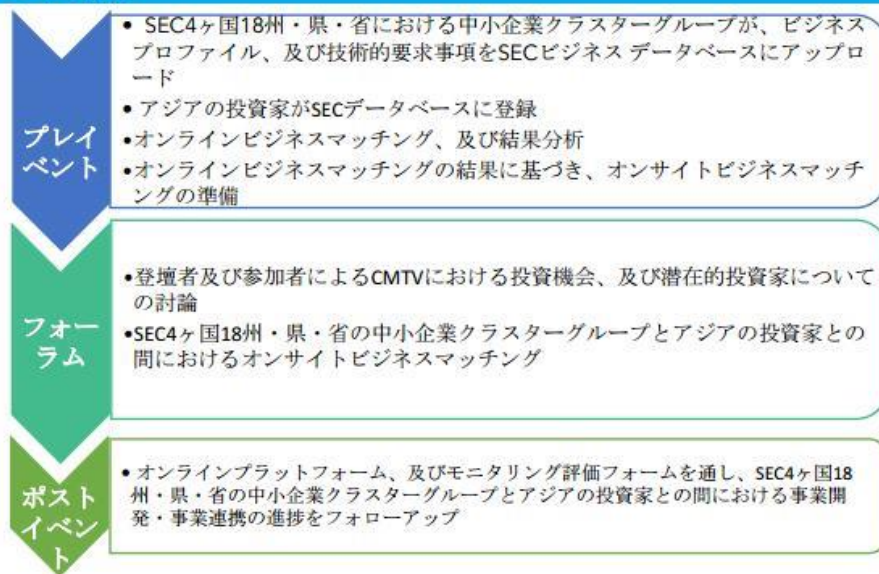 プレイ
ベント
• SEC4ヶ国18州・県・省における中小企業クラスターグループが、ビジネス
プロファイル、及び技術的要求事項をSECビジネス データベースにアップロ
ード
• アジアの投資家がSECデータベースに登録
•オンラインビジネスマッチング、及び結果分析
•オンラインビジネスマッチングの結果に基づき、オンサイトビジネスマッチ
ングの準備
フォー
ラム
•登壇者及び参加者によるCMTVにおける投資機会、及び潜在的投資家について
の討論
•SEC4ヶ国18州・県・省の中小企業クラスターグループとアジアの投資家との
間におけるオンサイトビジネスマッチング
ポスト
イベン
ト
• オンラインプラットフォーム、及びモニタリング評価フォームを通し、SEC4ヶ国18
州・県・省の中小企業クラスターグループとアジアの投資家との間における事業開
発・事業連携の進捗をフォローアップ